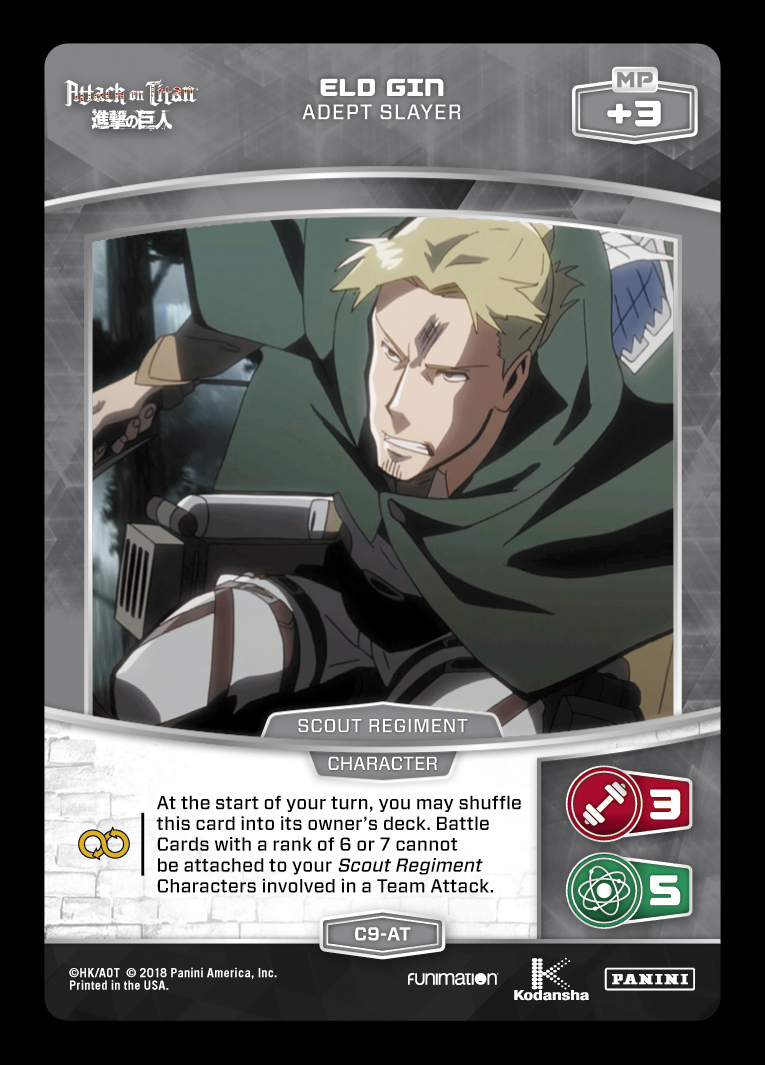 Attack on Titan
進撃の巨人
ELD GIN
ADEPT SLAYER
MP
+3
SCOUT REGIMENT
CHARACTER
At the start of your turn, you may shuffle
this card into its owner's deck. Battle
Cards with a rank of 6 or 7 cannot
be attached to your Scout Regiment
Characters involved in a Team Attack.
3
5
C9-AT
©HK/AOT © 2018 Panini America, Inc.
Printed in the USA.
FUNIMATION
Kodansha
PANINI